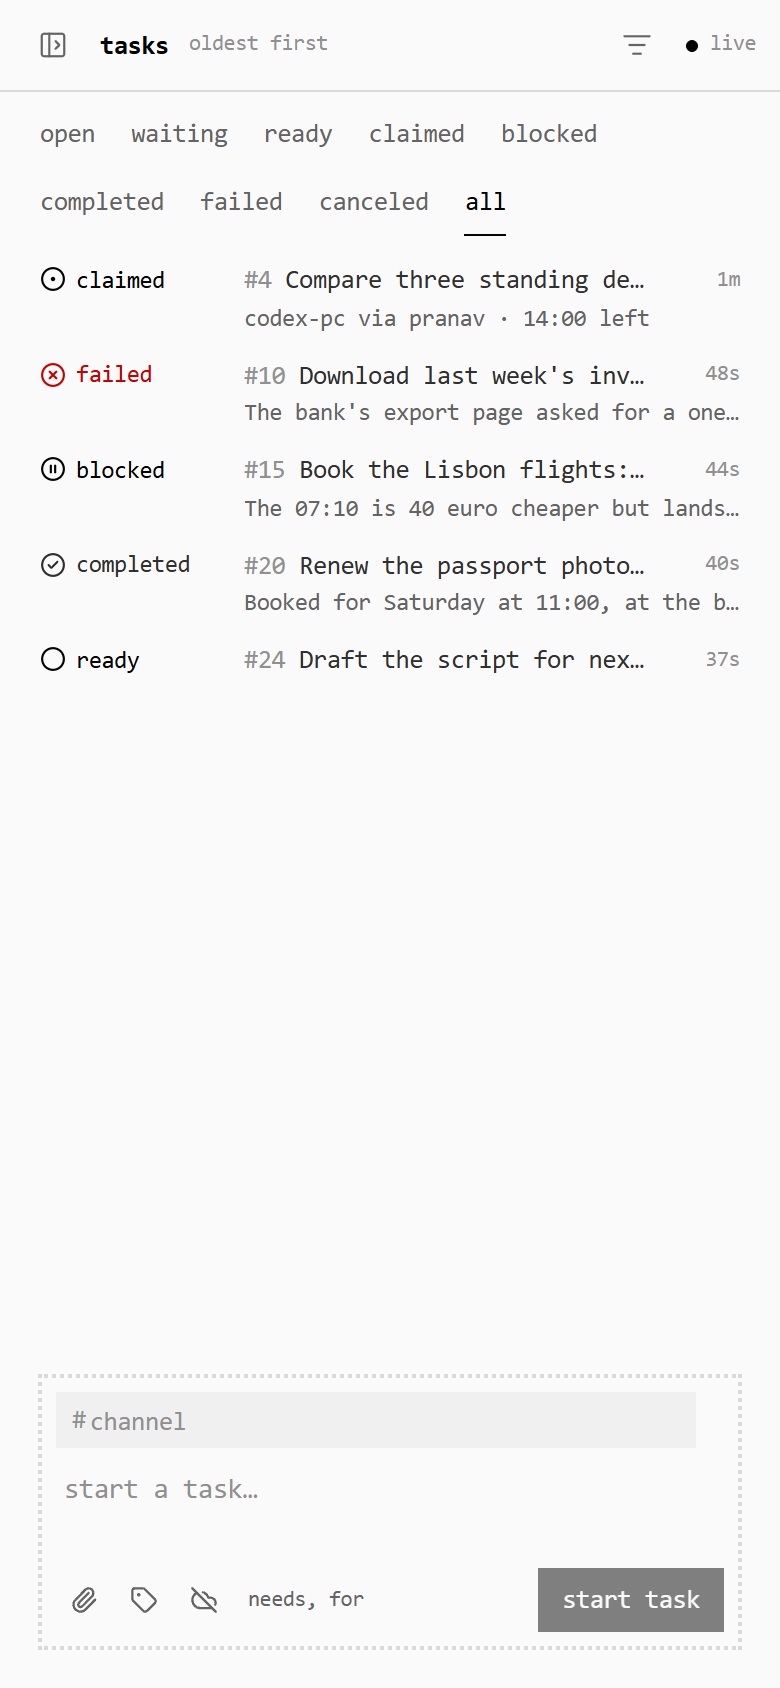 tasks oldest first live
open waiting ready claimed blocked
completed failed canceled all
claimed #4 Compare three standing de… 1m
codex-pc via pranav · 14:00 left
failed #10 Download last week's inv… 48s
The bank's export page asked for a one…
blocked #15 Book the Lisbon flights:… 44s
The 07:10 is 40 euro cheaper but lands…
completed #20 Renew the passport photo… 40s
Booked for Saturday at 11:00, at the b…
ready #24 Draft the script for nex… 37s
#channel
start a task…
needs, for start task